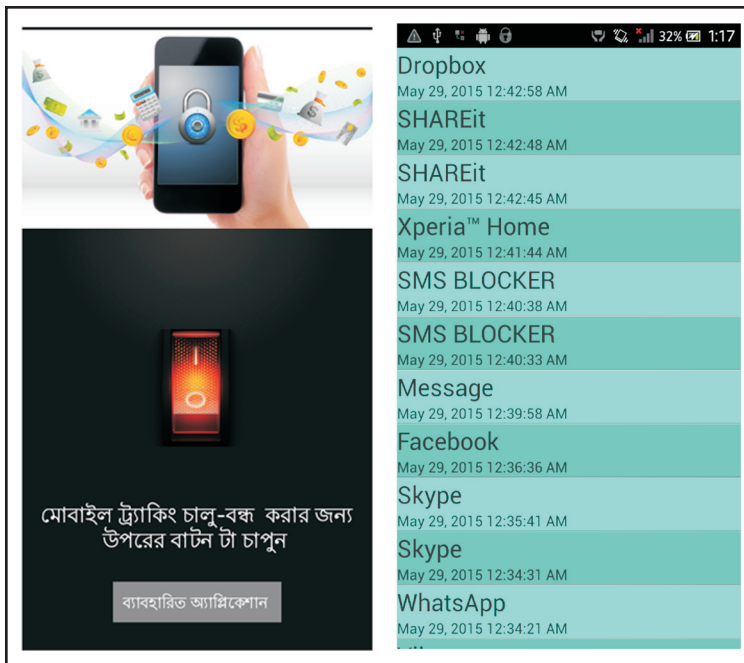 মোবাইল ট্র্যাকিং চালু-বন্ধ করার জন্য
উপরের বাটন টা চাপুন
ব্যাবহারিত অ্যাপ্লিকেশান
32% 1:17
Dropbox
May 29, 2015 12:42:58 AM
SHAREit
May 29, 2015 12:42:48 AM
SHAREit
May 29, 2015 12:42:45 AM
Xperia™ Home
May 29, 2015 12:41:44 AM
SMS BLOCKER
May 29, 2015 12:40:38 AM
SMS BLOCKER
May 29, 2015 12:40:33 AM
Message
May 29, 2015 12:39:58 AM
Facebook
May 29, 2015 12:36:36 AM
Skype
May 29, 2015 12:35:41 AM
Skype
May 29, 2015 12:34:31 AM
WhatsApp
May 29, 2015 12:34:21 AM